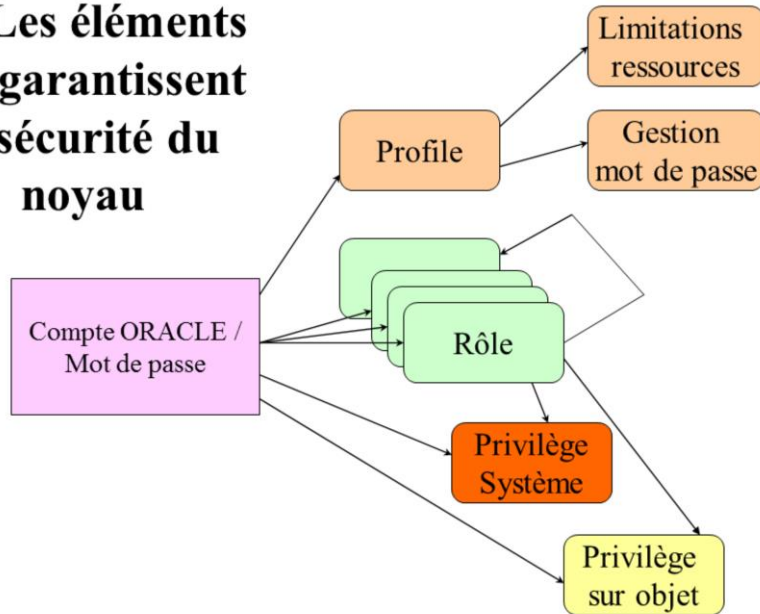 Les éléments
garantissent
sécurité du
noyau
Limitations
ressources
Profile
Gestion
mot de passe
Compte ORACLE /
Mot de passe
Rôle
Privilège
Système
Privilège
sur objet